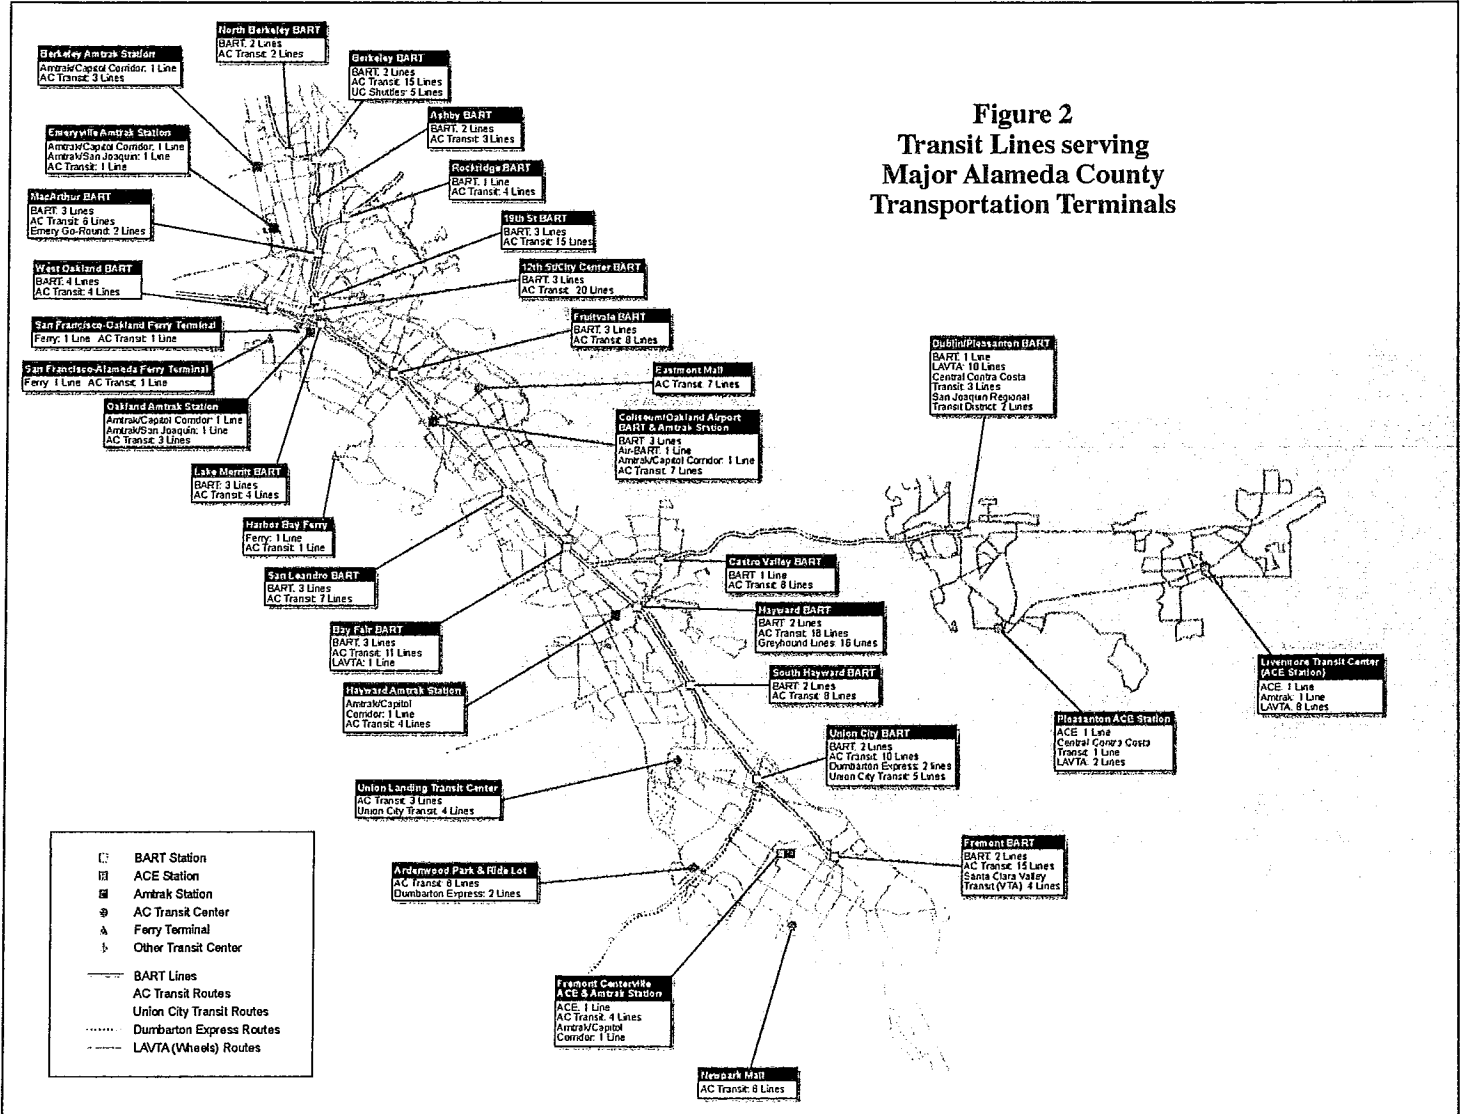 Figure 2
Transit Lines serving
Major Alameda County
Transportation Terminals
North Berkeley BART
BART: 2 Lines
AC Transit: 2 Lines
Berkeley Amtrak Station
Amtrak/Capitol Corridor: 1 Line
AC Transit: 3 Lines
Berkeley BART
BART: 2 Lines
AC Transit: 15 Lines
UC Shuttles: 5 Lines
Ashby BART
BART: 2 Lines
AC Transit: 3 Lines
Emeryville Amtrak Station
Amtrak/Capitol Corridor: 1 Line
Amtrak/San Joaquin: 1 Line
AC Transit: 1 Line
Rockridge BART
BART: 1 Line
AC Transit: 4 Lines
MacArthur BART
BART: 3 Lines
AC Transit: 6 Lines
Emery Go-Round: 2 Lines
19th St BART
BART: 3 Lines
AC Transit: 15 Lines
West Oakland BART
BART: 4 Lines
AC Transit: 4 Lines
12th St/City Center BART
BART: 3 Lines
AC Transit: 20 Lines
San Francisco-Oakland Ferry Terminal
Ferry: 1 Line AC Transit: 1 Line
Fruitvale BART
BART: 3 Lines
AC Transit: 8 Lines
San Francisco-Alameda Ferry Terminal
Ferry: 1 Line AC Transit: 1 Line
Eastmont Mall
AC Transit: 7 Lines
Oakland Amtrak Station
Amtrak/Capitol Corridor: 1 Line
Amtrak/San Joaquin: 1 Line
AC Transit: 3 Lines
Coliseum/Oakland Airport
BART & Amtrak Station
BART: 3 Lines
Air-BART: 1 Line
Amtrak/Capitol Corridor: 1 Line
AC Transit: 7 Lines
Dublin/Pleasanton BART
BART: 1 Line
LAVTA: 10 Lines
Central Contra Costa
Transit: 3 Lines
San Joaquin Regional
Transit District: 2 Lines
Lake Merritt BART
BART: 3 Lines
AC Transit: 4 Lines
Harbor Bay Ferry
Ferry: 1 Line
AC Transit: 1 Line
San Leandro BART
BART: 3 Lines
AC Transit: 7 Lines
Castro Valley BART
BART: 1 Line
AC Transit: 8 Lines
Hayward BART
BART: 2 Lines
AC Transit: 18 Lines
Greyhound Lines: 16 Lines
Bay Fair BART
BART: 3 Lines
AC Transit: 11 Lines
LAVTA: 1 Line
South Hayward BART
BART: 2 Lines
AC Transit: 8 Lines
Livermore Transit Center
(ACE Station)
ACE: 1 Line
Amtrak: 1 Line
LAVTA: 8 Lines
Hayward Amtrak Station
Amtrak/Capitol
Corridor: 1 Line
AC Transit: 4 Lines
Pleasanton ACE Station
ACE: 1 Line
Central Contra Costa
Transit: 1 Line
LAVTA: 2 Lines
Union City BART
BART: 2 Lines
AC Transit: 10 Lines
Dumbarton Express: 2 lines
Union City Transit: 5 Lines
Union Landing Transit Center
AC Transit: 3 Lines
Union City Transit: 4 Lines
Fremont BART
BART: 2 Lines
AC Transit: 15 Lines
Santa Clara Valley
Transit (VTA): 4 Lines
Ardenwood Park & Ride Lot
AC Transit: 6 Lines
Dumbarton Express: 2 Lines
Fremont Centerville
ACE & Amtrak Station
ACE: 1 Line
AC Transit: 4 Lines
Amtrak/Capitol
Corridor: 1 Line
Newpark Mall
AC Transit: 6 Lines
BART Station
ACE Station
Amtrak Station
AC Transit Center
Ferry Terminal
Other Transit Center
BART Lines
AC Transit Routes
Union City Transit Routes
Dumbarton Express Routes
LAVTA (Wheels) Routes